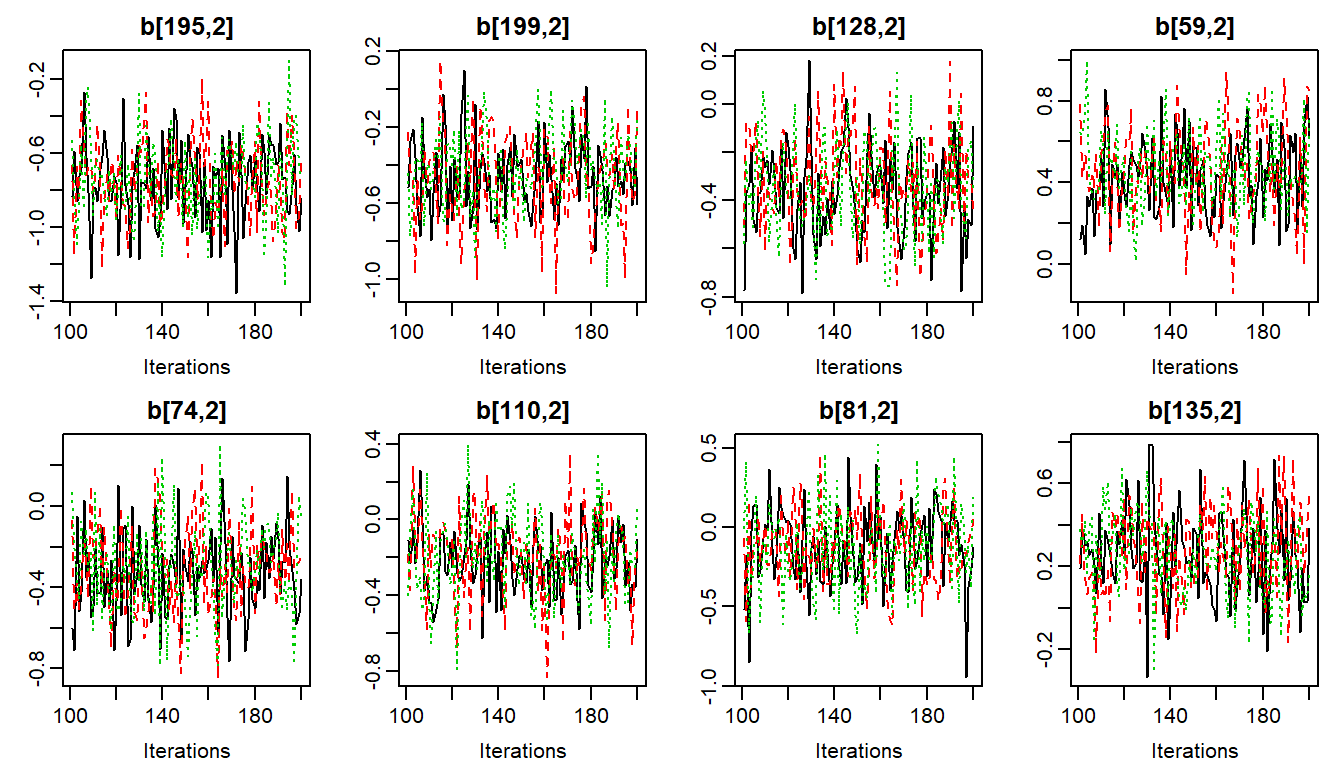 b[195,2] b[199,2] b[128,2] b[59,2]
-0.2 -0.6 -1.0 -1.4
0.2 -0.2 -0.6 -1.0
0.2 0.0 -0.4 -0.8
0.8 0.4 0.0
100 140 180 100 140 180 100 140 180 100 140 180
Iterations Iterations Iterations Iterations
b[74,2] b[110,2] b[81,2] b[135,2]
0.0 -0.4 -0.8
0.4 0.0 -0.4 -0.8
0.5 0.0 -0.5 -1.0
0.6 0.2 -0.2
100 140 180 100 140 180 100 140 180 100 140 180
Iterations Iterations Iterations Iterations